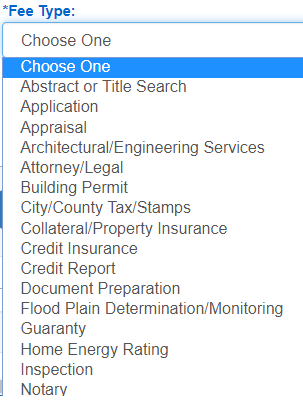 *Fee Type:
Choose One
Choose One
Abstract or Title Search
Application
Appraisal
Architectural/Engineering Services
Attorney/Legal
Building Permit
City/County Tax/Stamps
Collateral/Property Insurance
Credit Insurance
Credit Report
Document Preparation
Flood Plain Determination/Monitoring
Guaranty
Home Energy Rating
Inspection
Notary